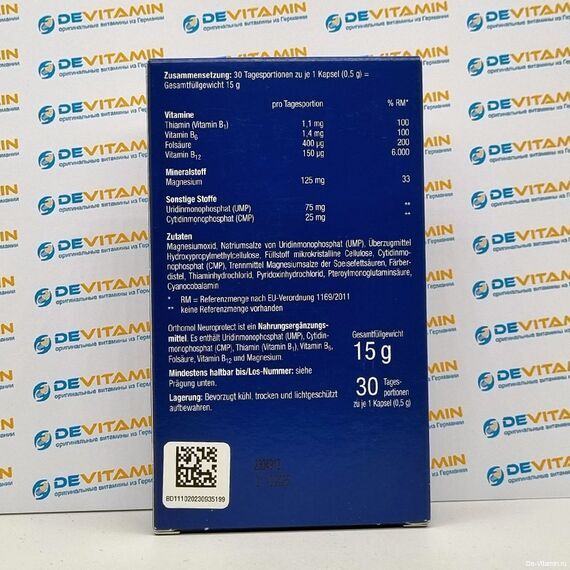 DEVITAMIN
оригинальные витамины из Германии
Zusammensetzung: 30 Tagesportionen zu je 1 Kapsel (0,5 g) =
Gesamtfüllgewicht 15 g
pro Tagesportion % RM*
Vitamine
Thiamin (Vitamin B1) 1,1 mg 100
Vitamin B6 1,4 mg 100
Folsäure 400 µg 200
Vitamin B12 150 µg 6.000
Mineralstoff
Magnesium 125 mg 33
Sonstige Stoffe
Uridinmonophosphat (UMP) 75 mg **
Cytidinmonophosphat (CMP) 25 mg **
Zutaten
Magnesiumoxid, Natriumsalze von Uridinmonophosphat (UMP), Überzugmittel
Hydroxypropylmethylcellulose, Füllstoff mikrokristalline Cellulose, Cytidinmo-
nophosphat (CMP), Trennmittel Magnesiumsalze der Speisefettsäuren, Färber-
distel, Thiaminhydrochlorid, Pyridoxinhydrochlorid, Pteroylmonoglutaminsäure,
Cyanocobalamin
* RM = Referenzmenge nach EU-Verordnung 1169/2011
** keine Referenzmenge vorhanden
Orthomol Neuroprotect ist ein Nahrungsergänzungs-
mittel. Es enthält Uridinmonophosphat (UMP), Cytidin-
monophosphat (CMP), Thiamin (Vitamin B1), Vitamin B6,
Folsäure, Vitamin B12 und Magnesium.
Mindestens haltbar bis/Los-Nummer: siehe
Prägung unten.
Lagerung: Bevorzugt kühl, trocken und lichtgeschützt
aufbewahren.
Gesamtfüllgewicht
15 g
30 Tages-
portionen
zu je 1 Kapsel (0,5 g)
BD111020230935199
De-Vitamin.ru